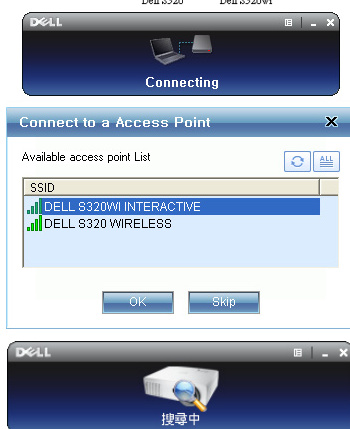 Dell S320 Dell S320wi
DELL
Connecting
Connect to a Access Point
Available access point List
ALL
SSID
DELL S320WI INTERACTIVE
DELL S320 WIRELESS
OK Skip
DELL
搜尋中